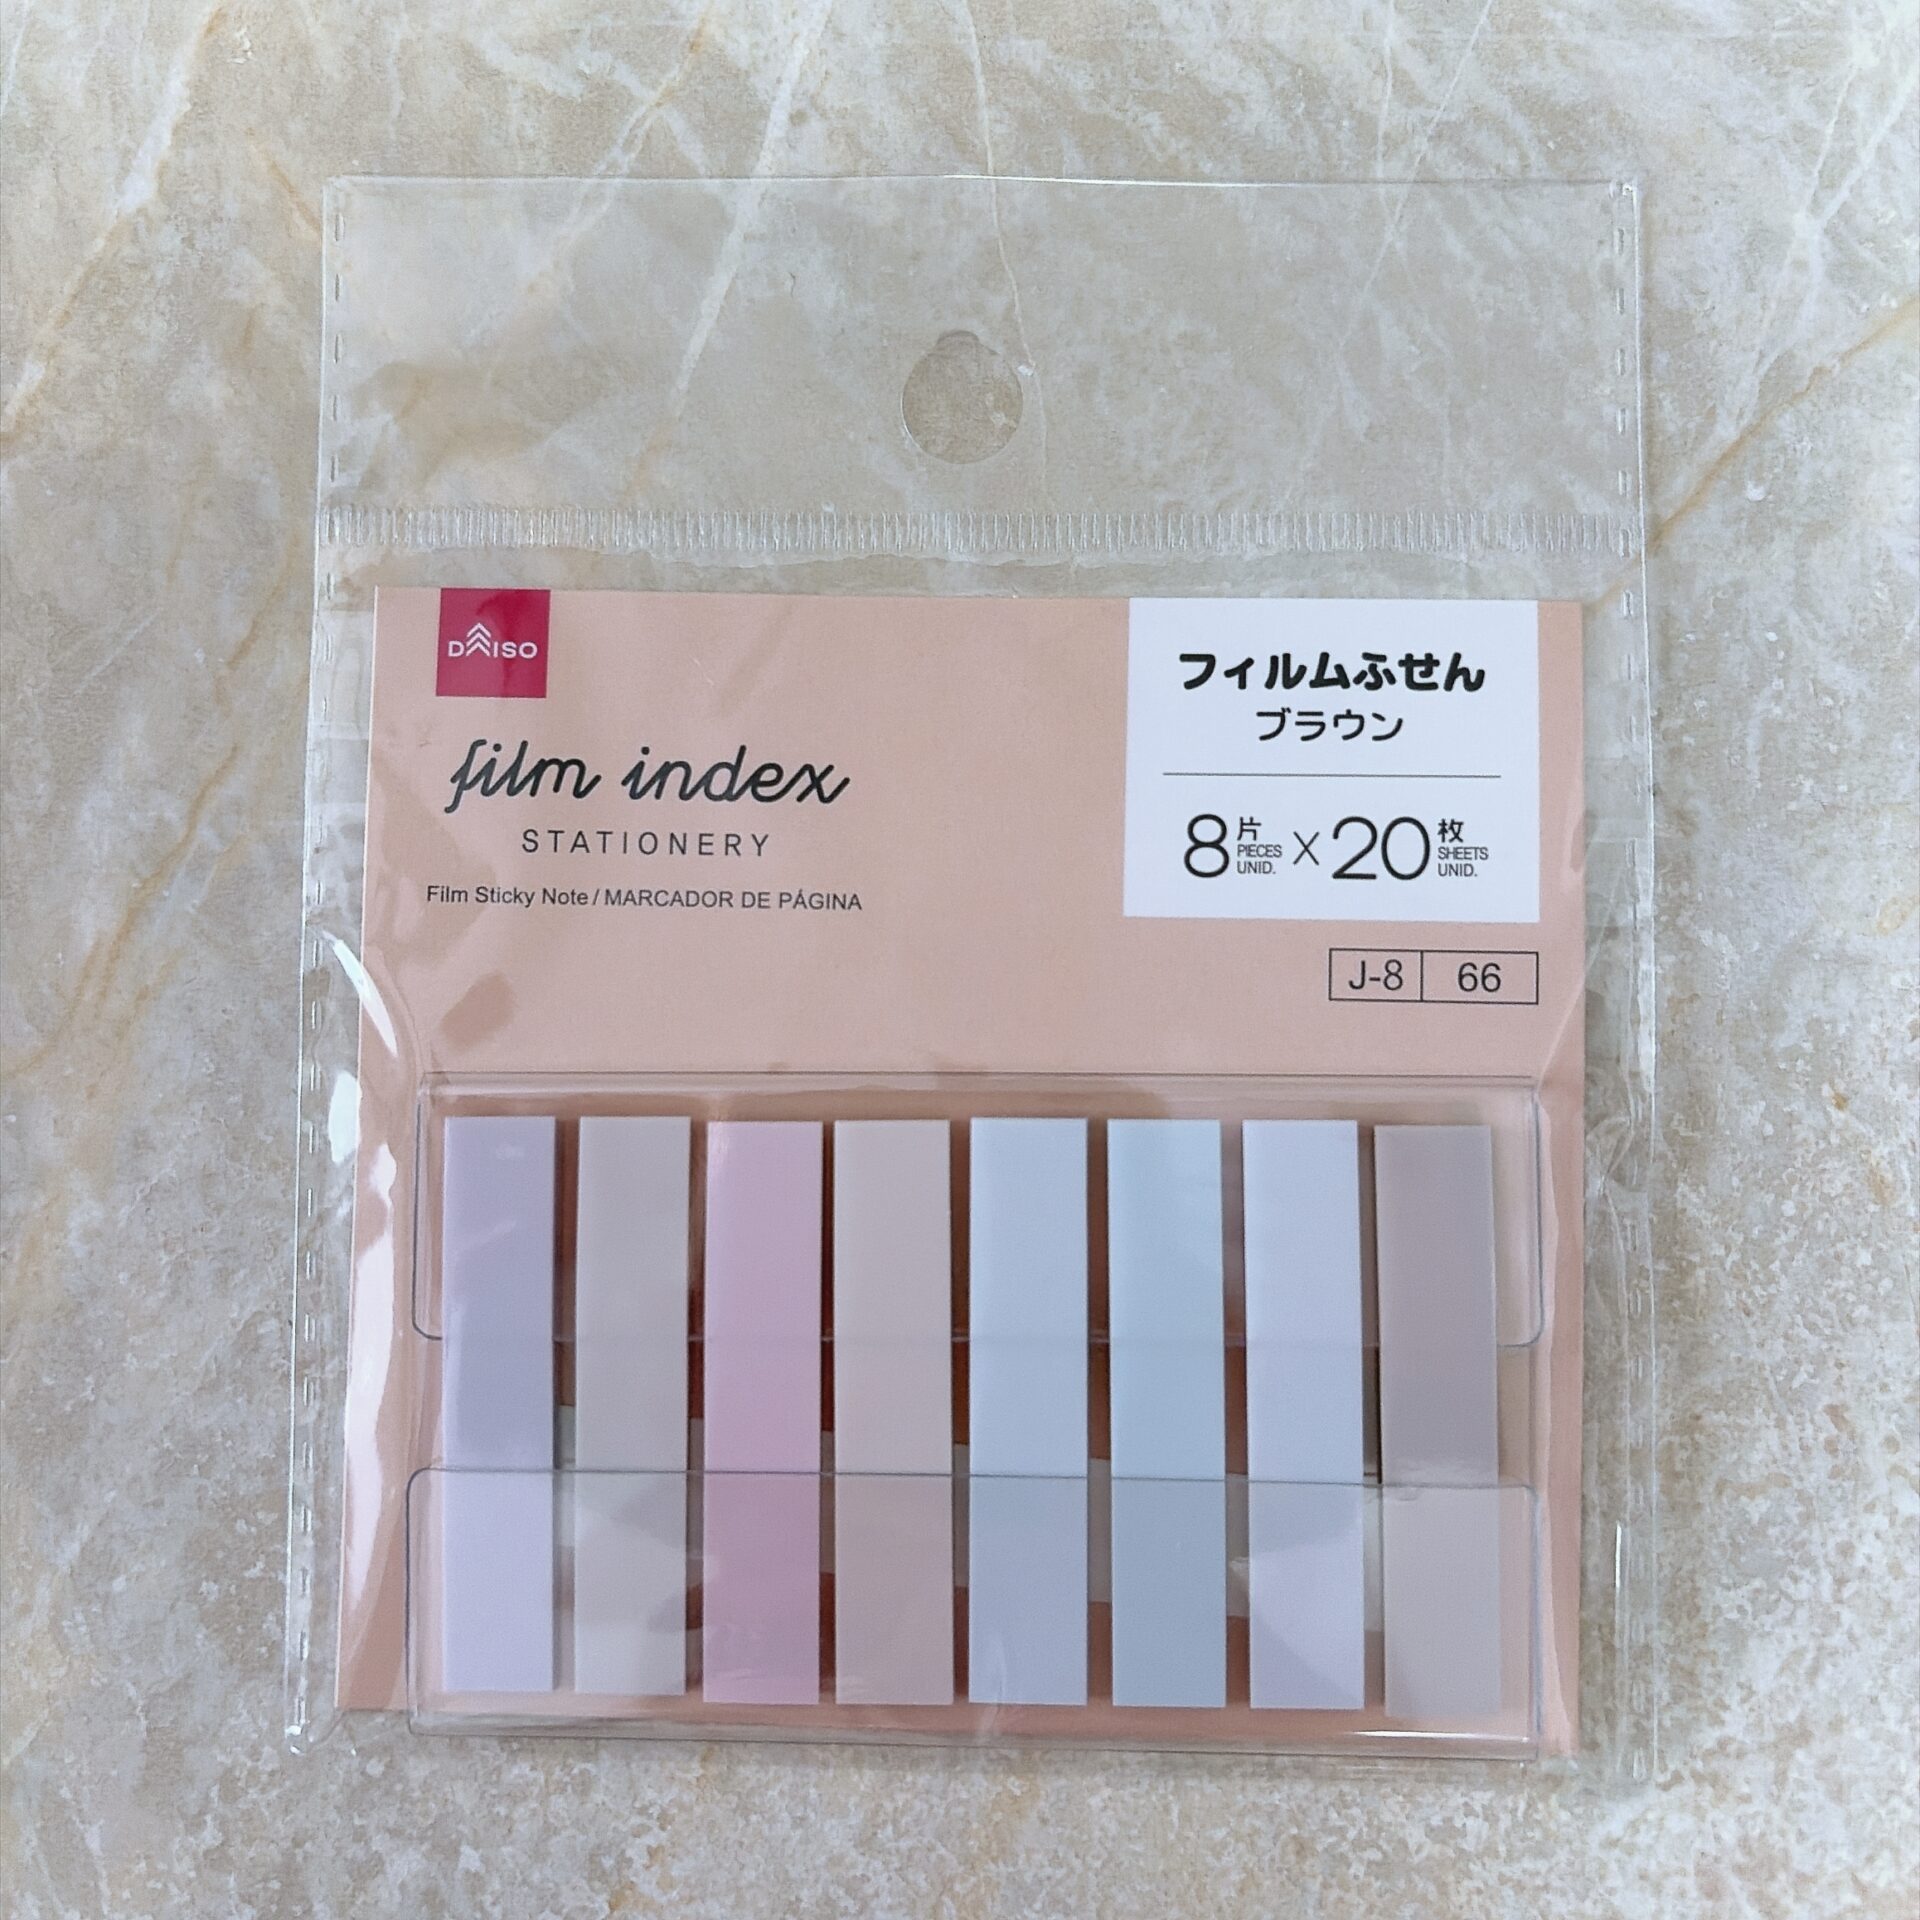 DAISO
film index
STATIONERY
Film Sticky Note / MARCADOR DE PÁGINA
フィルムふせん
ブラウン
8片 PIECES UNID. × 20枚 SHEETS UNID.
J-8 66